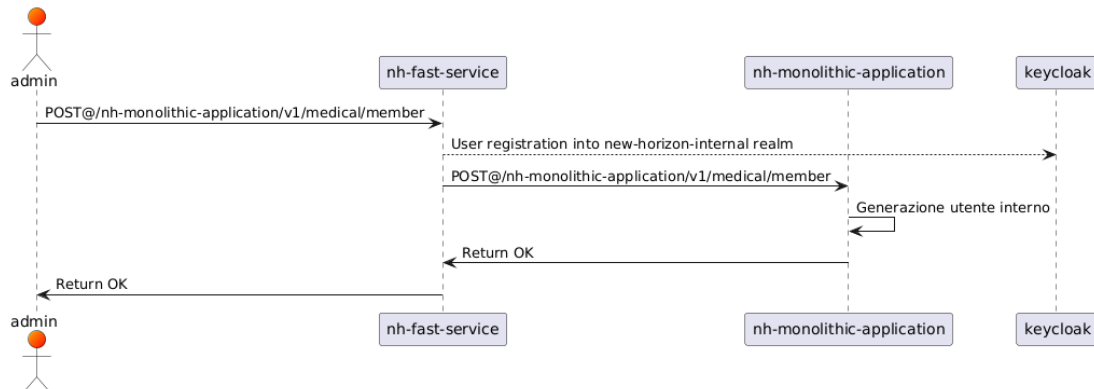 admin
nh-fast-service
nh-monolithic-application
keycloak
POST@/nh-monolithic-application/v1/medical/member
User registration into new-horizon-internal realm
POST@/nh-monolithic-application/v1/medical/member
Generazione utente interno
Return OK
Return OK
admin
nh-fast-service
nh-monolithic-application
keycloak